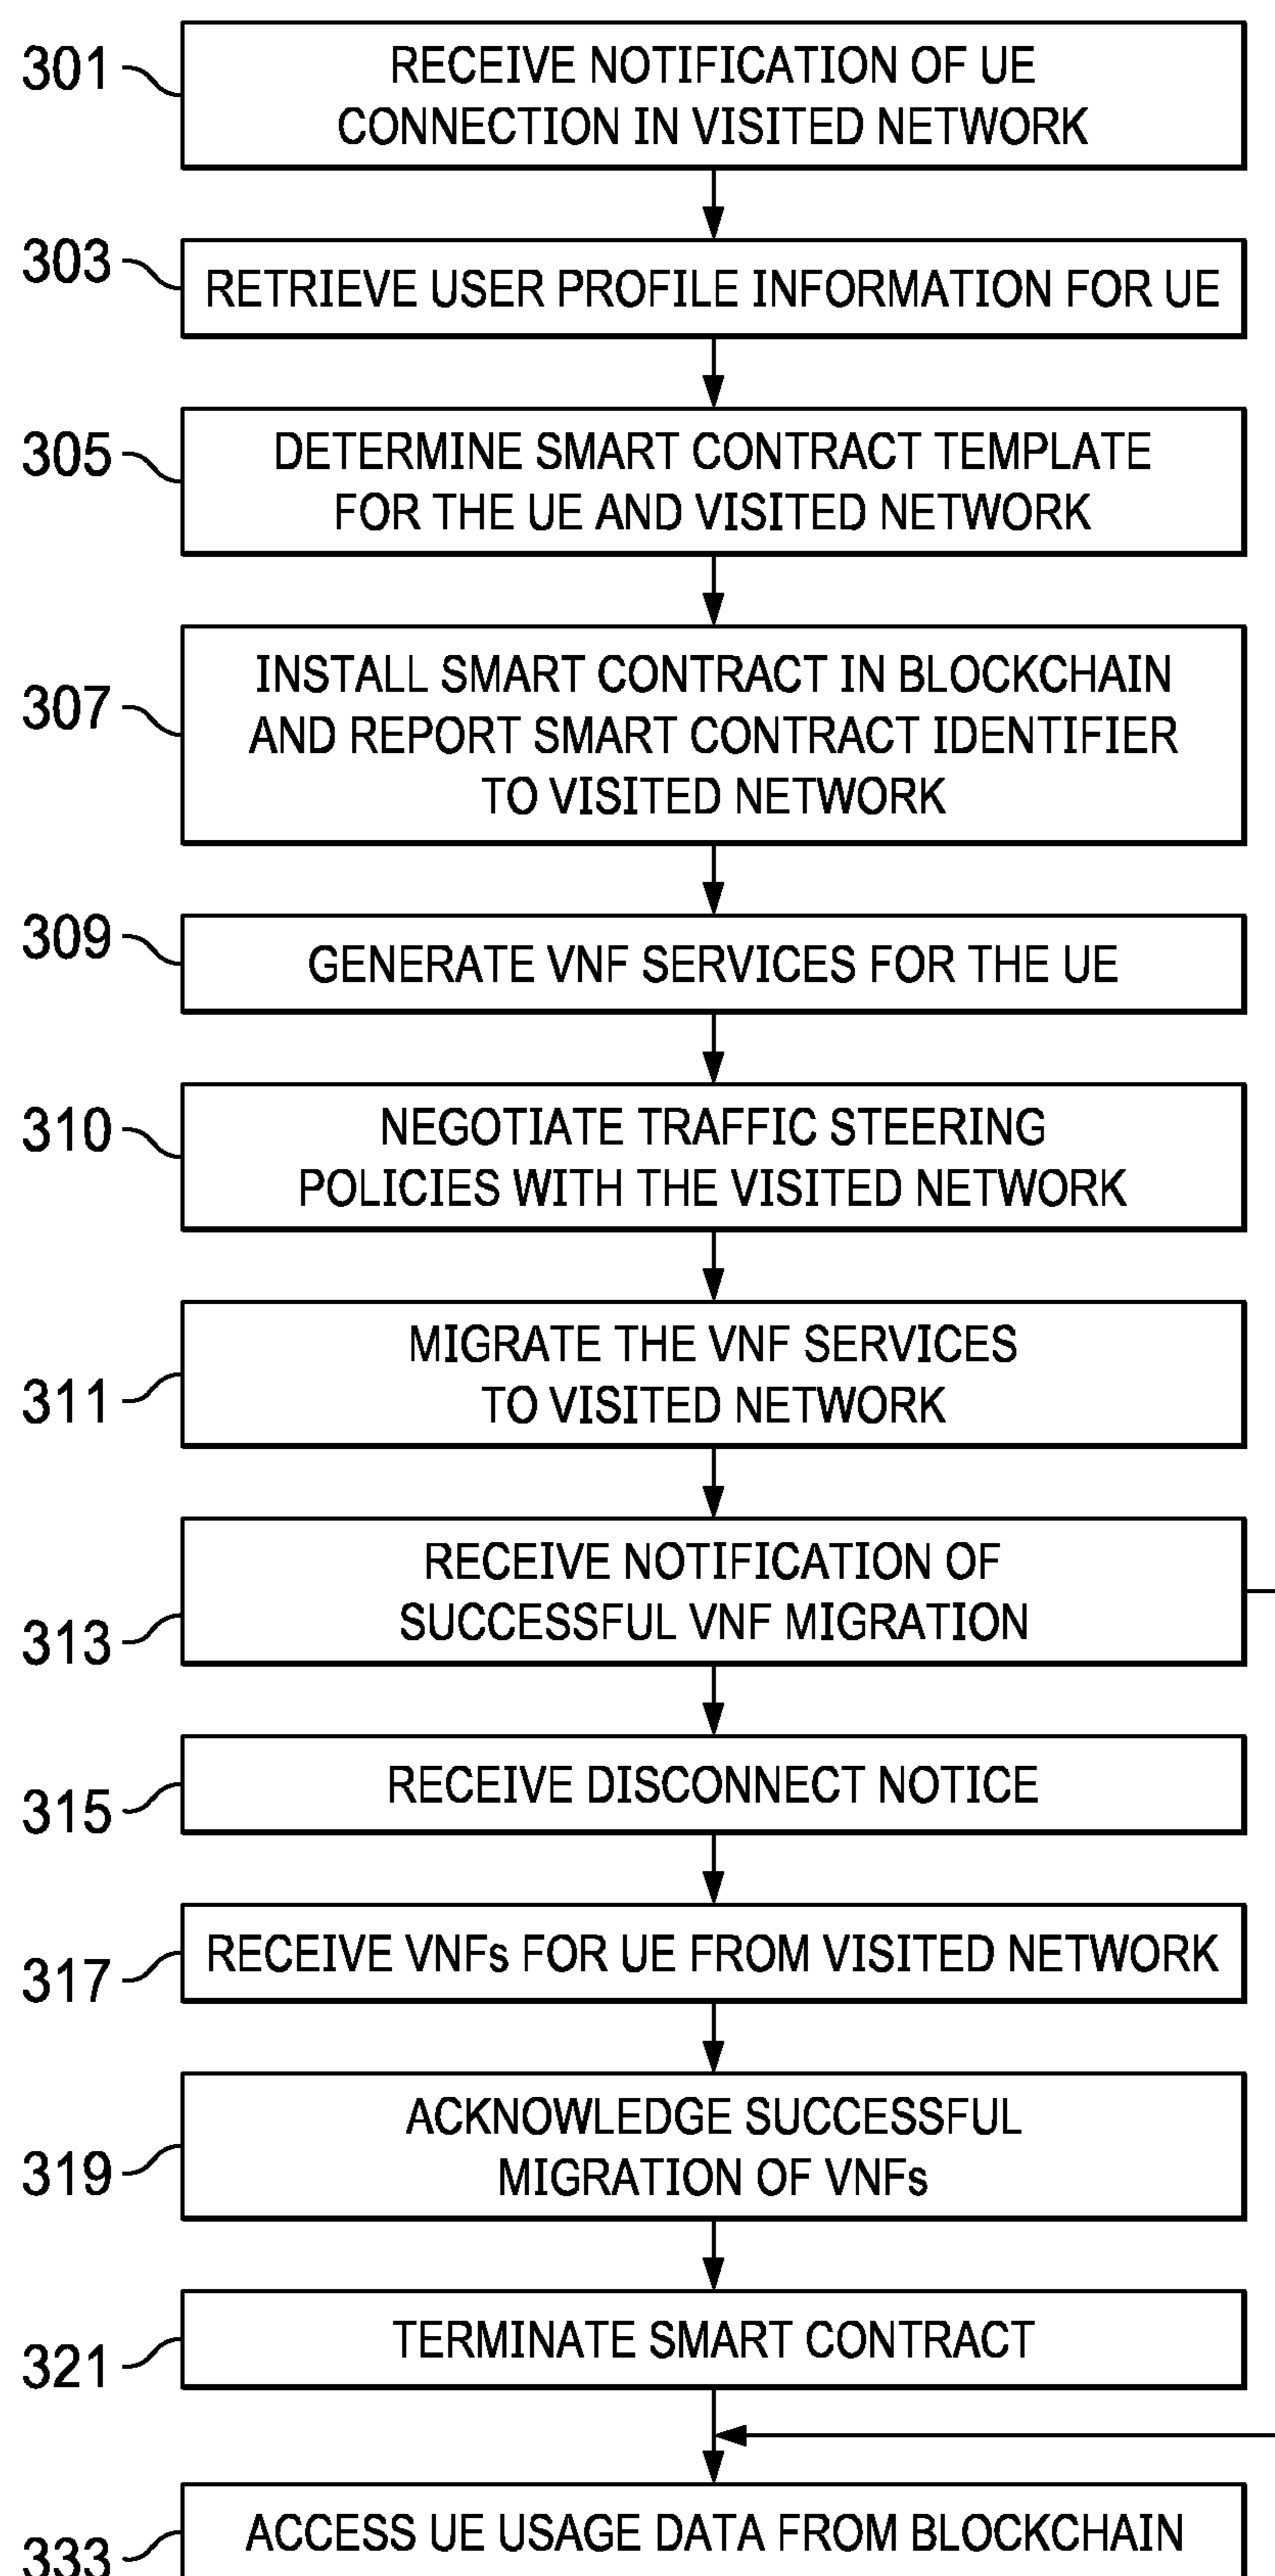 301
RECEIVE NOTIFICATION OF UE
CONNECTION IN VISITED NETWORK
303
RETRIEVE USER PROFILE INFORMATION FOR UE
305
DETERMINE SMART CONTRACT TEMPLATE
FOR THE UE AND VISITED NETWORK
307
INSTALL SMART CONTRACT IN BLOCKCHAIN
AND REPORT SMART CONTRACT IDENTIFIER
TO VISITED NETWORK
309
GENERATE VNF SERVICES FOR THE UE
310
NEGOTIATE TRAFFIC STEERING
POLICIES WITH THE VISITED NETWORK
311
MIGRATE THE VNF SERVICES
TO VISITED NETWORK
313
RECEIVE NOTIFICATION OF
SUCCESSFUL VNF MIGRATION
315
RECEIVE DISCONNECT NOTICE
317
RECEIVE VNFs FOR UE FROM VISITED NETWORK
319
ACKNOWLEDGE SUCCESSFUL
MIGRATION OF VNFs
321
TERMINATE SMART CONTRACT
333
ACCESS UE USAGE DATA FROM BLOCKCHAIN